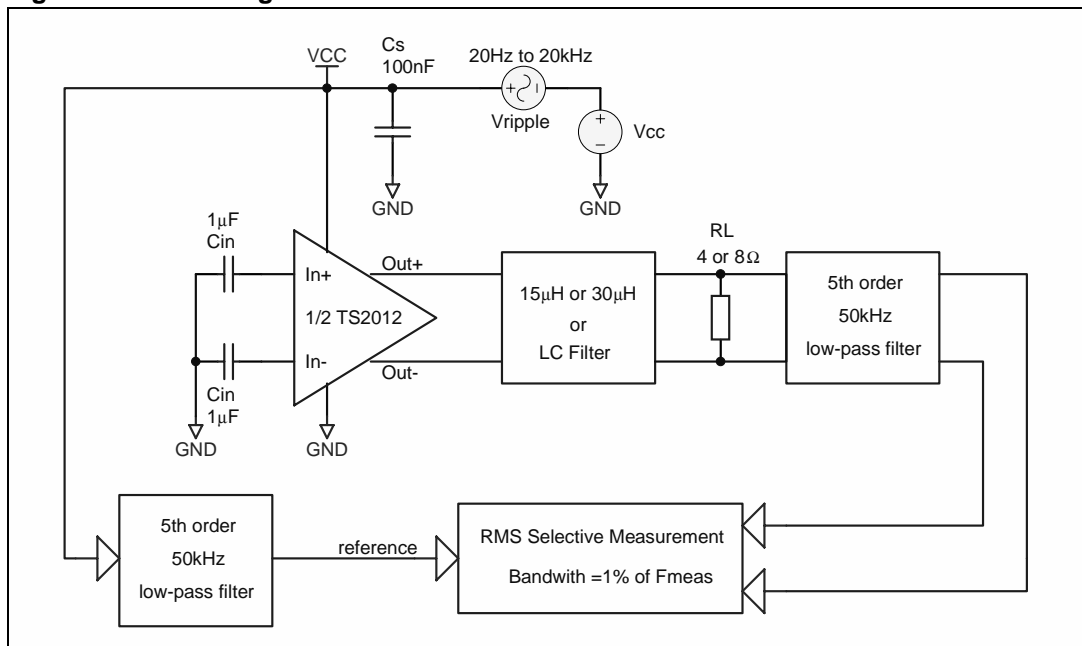 VCC
Cs
100nF
20Hz to 20kHz
+
-
Vripple
+
−
Vcc
GND
GND
1μF
Cin
In+
Out+
1/2 TS2012
In-
Out-
Cin
1μF
GND
GND
15μH or 30μH
or
LC Filter
RL
4 or 8Ω
5th order
50kHz
low-pass filter
5th order
50kHz
low-pass filter
reference
RMS Selective Measurement
Bandwith =1% of Fmeas